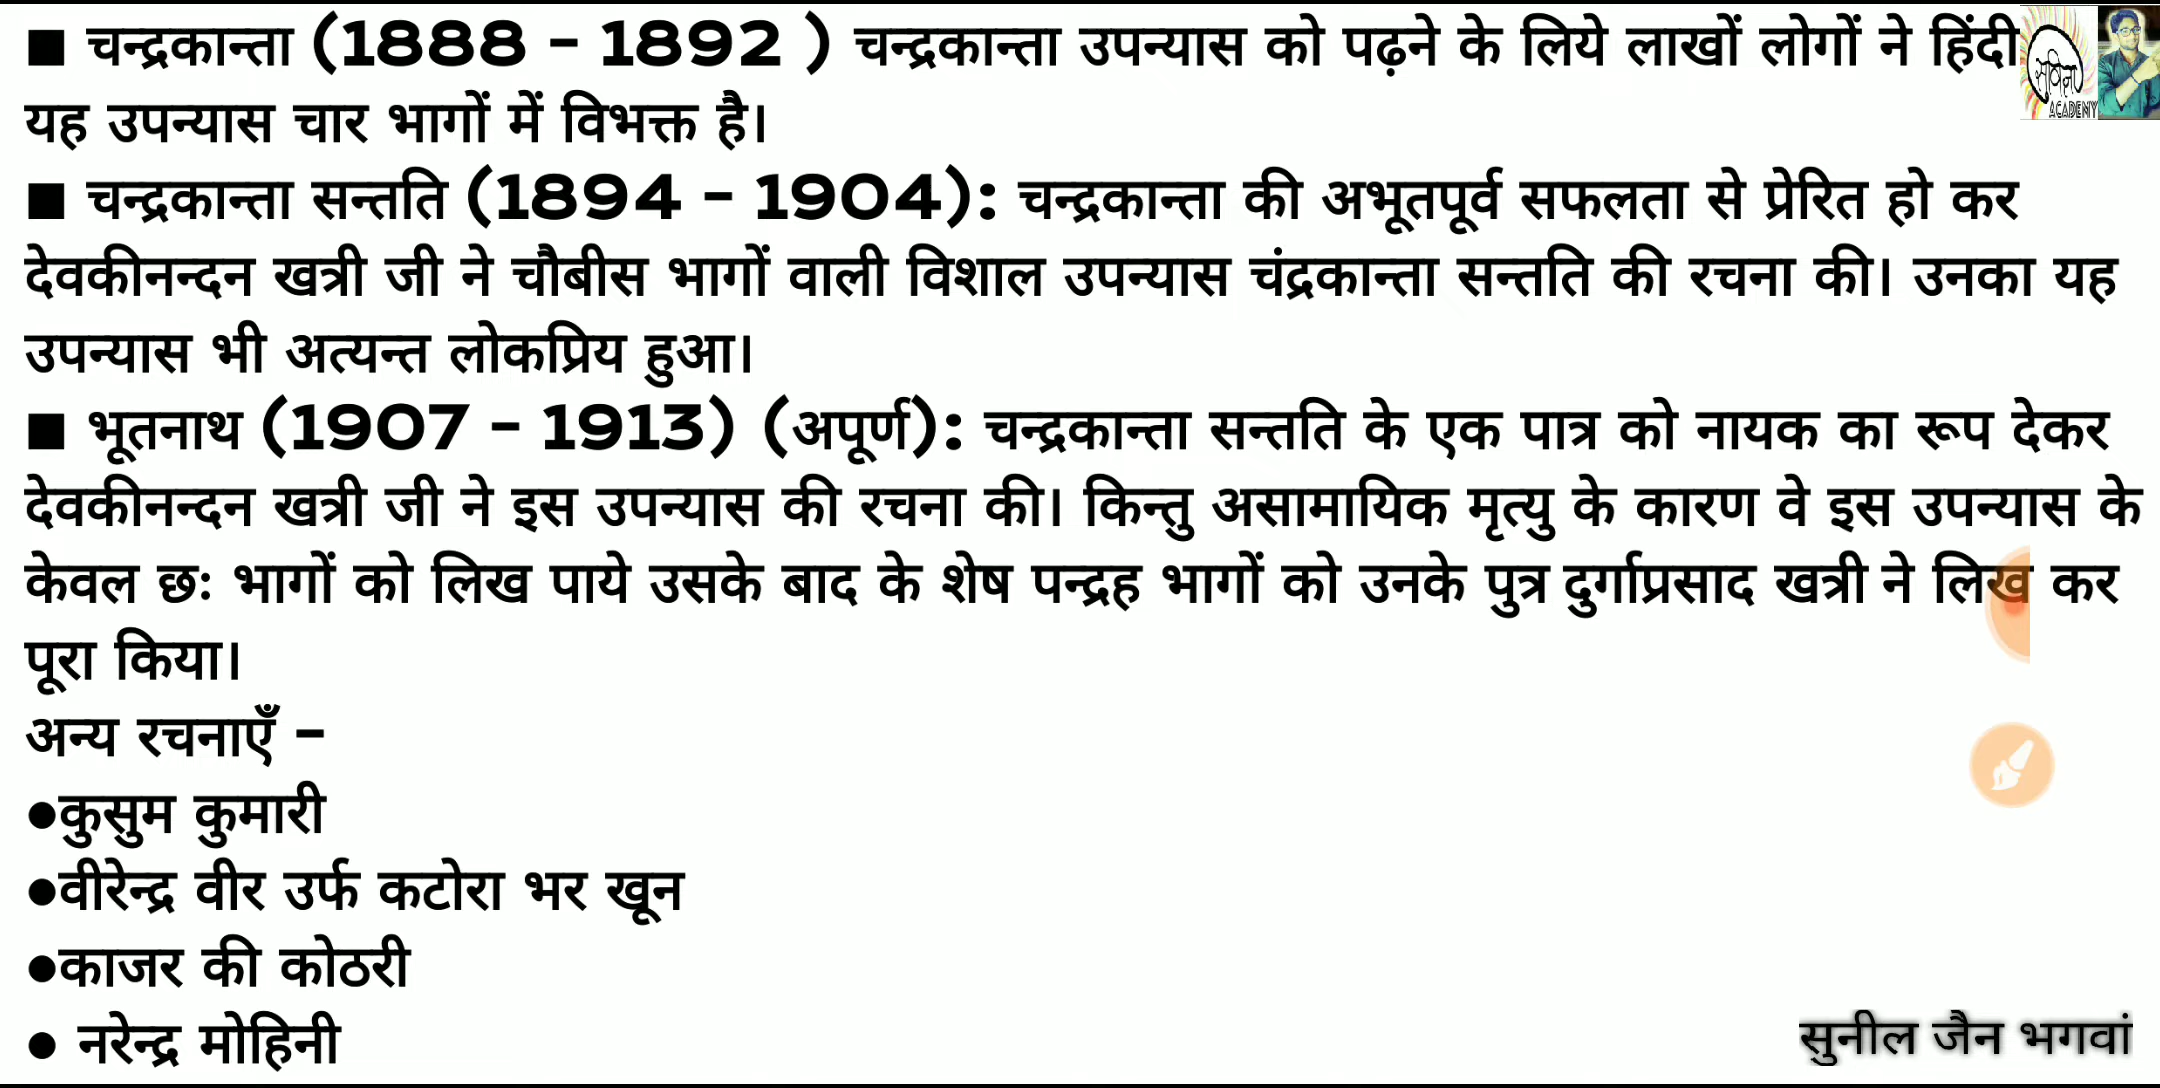 ■ चन्द्रकान्ता (1888 - 1892 ) चन्द्रकान्ता उपन्यास को पढ़ने के लिये लाखों लोगों ने हिंदी
यह उपन्यास चार भागों में विभक्त है।
■ चन्द्रकान्ता सन्तति (1894 - 1904): चन्द्रकान्ता की अभूतपूर्व सफलता से प्रेरित हो कर
देवकीनन्दन खत्री जी ने चौबीस भागों वाली विशाल उपन्यास चंद्रकान्ता सन्तति की रचना की। उनका यह
उपन्यास भी अत्यन्त लोकप्रिय हुआ।
■ भूतनाथ (1907 - 1913) (अपूर्ण): चन्द्रकान्ता सन्तति के एक पात्र को नायक का रूप देकर
देवकीनन्दन खत्री जी ने इस उपन्यास की रचना की। किन्तु असामायिक मृत्यु के कारण वे इस उपन्यास के
केवल छः भागों को लिख पाये उसके बाद के शेष पन्द्रह भागों को उनके पुत्र दुर्गाप्रसाद खत्री ने लिख कर
पूरा किया।
अन्य रचनाएँ -
●कुसुम कुमारी
●वीरेन्द्र वीर उर्फ कटोरा भर खून
●काजर की कोठरी
● नरेन्द्र मोहिनी
सुनील जैन भगवां
ACADEMY